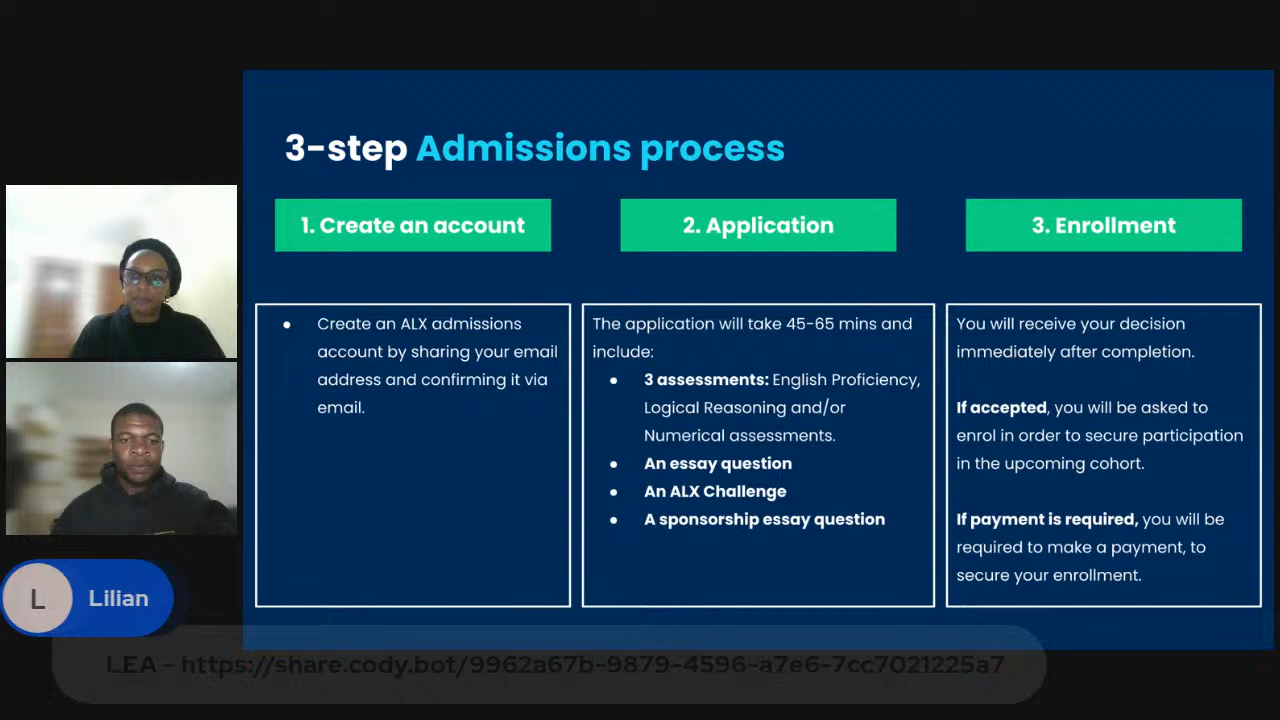 3-step Admissions process
1. Create an account
2. Application
3. Enrollment
● Create an ALX admissions
account by sharing your email
address and confirming it via
email.
The application will take 45-65 mins and
include:
● 3 assessments: English Proficiency,
Logical Reasoning and/or
Numerical assessments.
● An essay question
● An ALX Challenge
● A sponsorship essay question
You will receive your decision
immediately after completion.
If accepted, you will be asked to
enrol in order to secure participation
in the upcoming cohort.
If payment is required, you will be
required to make a payment, to
secure your enrollment.
L Lilian
LEA - https://share.cody.bot/9962a67b-9879-4596-a7e6-7cc7021225a7